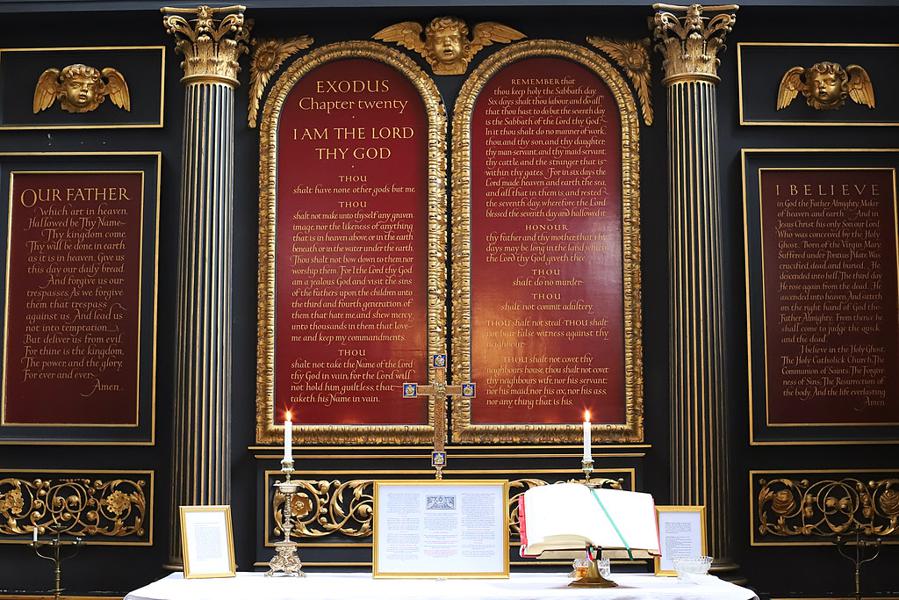 OUR FATHER
Which art in heaven,
Hallowed be thy Name
Thy kingdom come.
Thy will be done, in earth
as it is in heaven. Give us
this day our daily bread.
And forgive us our
trespasses As we forgive
them that trespass
against us. And lead us
not into temptation,
But deliver us from evil.
For thine is the kingdom,
The power, and the glory,
For ever and ever
Amen.
EXODUS
Chapter twenty
I AM THE LORD
THY GOD
THOU
shalt have none other gods but me
THOU
shalt not make unto thyself any graven
image, nor the likeness of anything
that is in heaven above, or in the earth
beneath or in the water under the earth.
Thou shalt not bow down to them, nor
worship them. For I the Lord thy God
am a jealous God and visit the sins
of the fathers upon the children unto
the third and fourth generation of
them that hate me, and shew mercy
unto thousands in them that love
me and keep my commandments.
THOU
shalt not take the Name of the Lord
thy God in vain, for the Lord will
not hold him guiltless, that
taketh his Name in vain.
REMEMBER that
thou keep holy the Sabbath day.
Six days shalt thou labour, and do all
that thou hast to do but the seventh day
is the Sabbath of the Lord thy God.
In it thou shalt do no manner of work,
thou, and thy son, and thy daughter,
thy man-servant, and thy maid-servant,
thy cattle, and the stranger that is
within thy gates. For in six days the
Lord made heaven and earth, the sea,
and all that in them is and rested
the seventh day, wherefore the Lord
blessed the seventh day and hallowed it
HONOUR
thy father and thy mother, that thy
days may be long in the land which
the Lord thy God giveth thee
THOU
shalt do no murder
THOU
shalt not commit adultery.
THOU shalt not steal THOU shalt
not bear false witness against thy
neighbour
THOU shalt not covet thy
neighbours house, thou shalt not covet
thy neighbours wife, nor his servant,
nor his maid, nor his ox, nor his ass,
nor any thing that is his.
I BELIEVE
in God the Father Almighty, Maker
of heaven and earth And in
Jesus Christ his only Son our Lord
Who was conceived by the Holy
Ghost, Born of the Virgin Mary
Suffered under Pontius Pilate, Was
crucified, dead, and buried, He
descended into hell, The third day
He rose again from the dead, He
ascended into heaven, And sitteth
on the right hand of God the
Father Almighty, From thence he
shall come to judge the quick
and the dead.
I believe in the Holy Ghost,
The Holy Catholick Church, The
Communion of Saints, The Forgive
ness of Sins, The Resurrection of
the body, And the life everlasting
Amen